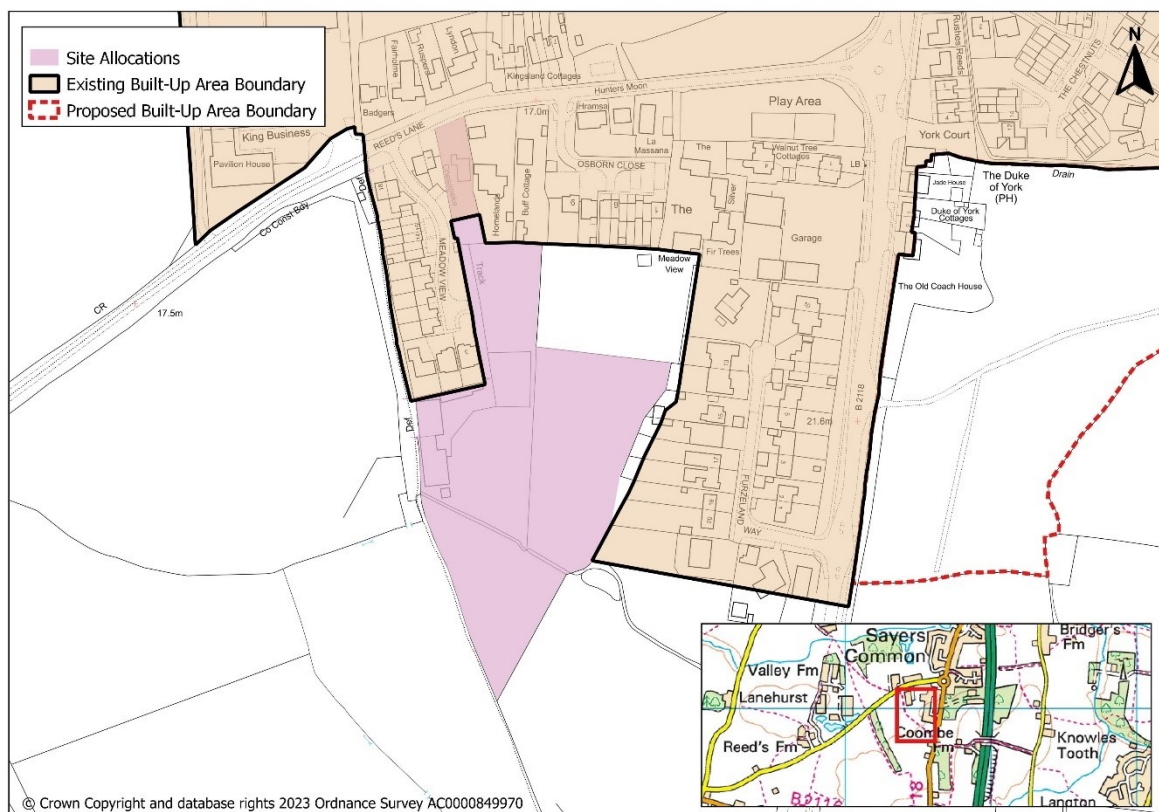 Site Allocations
Existing Built-Up Area Boundary
Proposed Built-Up Area Boundary
N
Fairholme
Ruspers
Lyndon
Kingsland Cottages
Badgers
Hunters Moon
17.0m
REED'S LANE
King Business
Pavilion House
Hramsa
La
Massana
OSBORN CLOSE
The
Play Area
Walnut Tree
Cottages
LB
York Court
Rushes
Reeds
THE CHESTNUTS
Drain
The Duke
of York
(PH)
Jade House
Duke of York
Cottages
The Old Coach House
Def
Co Const Bdy
CR
17.5m
MEADOW VIEW
Track
Homelands
Buff Cottage
The
Silver
Fir Trees
Garage
Meadow
View
B 2118
21.6m
FURZELAND
WAY
Def
Sayers
Common
Bridger's
Fm
Valley Fm
Lanehurst
Reed's Fm
Coombe
Fm
Knowles
Tooth
© Crown Copyright and database rights 2023 Ordnance Survey AC0000849970